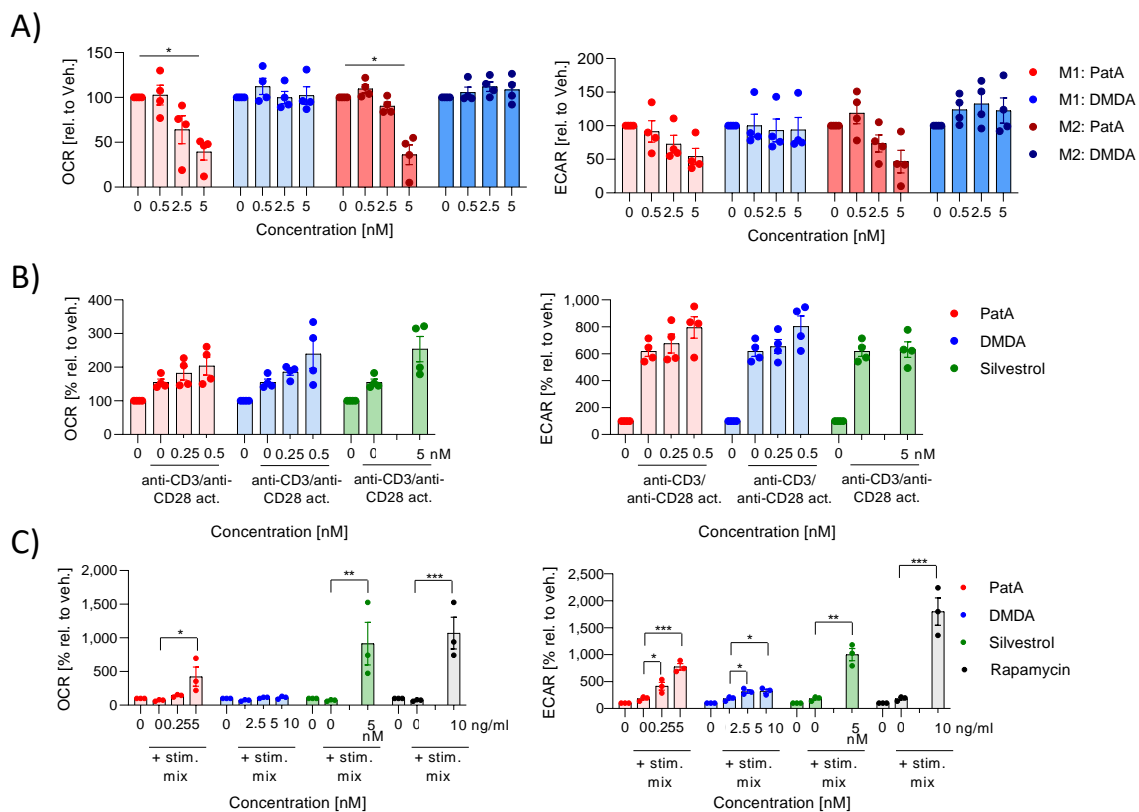 A)
OCR [rel. to Veh.]
150
100
50
0
0 0.5 2.5 5 0 0.5 2.5 5 0 0.5 2.5 5 0 0.5 2.5 5
Concentration [nM]
* *
ECAR [rel. to Veh.]
200
150
100
50
0
0 0.5 2.5 5 0 0.5 2.5 5 0 0.5 2.5 5 0 0.5 2.5 5
Concentration [nM]
M1: PatA
M1: DMDA
M2: PatA
M2: DMDA
B)
OCR [% rel. to veh.]
400
300
200
100
0
0 0 0.25 0.5 0 0 0.25 0.5 0 0 5 nM
anti-CD3/anti- anti-CD3/anti- anti-CD3/anti-
CD28 act. CD28 act. CD28 act.
Concentration [nM]
ECAR [% rel. to veh.]
1,000
800
600
400
200
0
0 0 0.25 0.5 0 0 0.25 0.5 0 0 5 nM
anti-CD3/ anti-CD3/ anti-CD3/
anti-CD28 act. anti-CD28 act. anti-CD28 act.
Concentration [nM]
PatA
DMDA
Silvestrol
C)
OCR [% rel. to veh.]
2,000
1,500
1,000
500
0
* ** ***
0 00.255 0 0 2.5 5 10 0 0 5 0 0 10 ng/ml
nM
+ stim. + stim. + stim. + stim.
mix mix mix mix
Concentration [nM]
ECAR [% rel. to veh.]
2,500
2,000
1,500
1,000
500
0
*** * * * ** ***
0 00.255 0 0 2.5 5 10 0 0 5 0 0 10 ng/ml
nM
+ stim. + stim. + stim. + stim.
mix mix mix mix
Concentration [nM]
PatA
DMDA
Silvestrol
Rapamycin